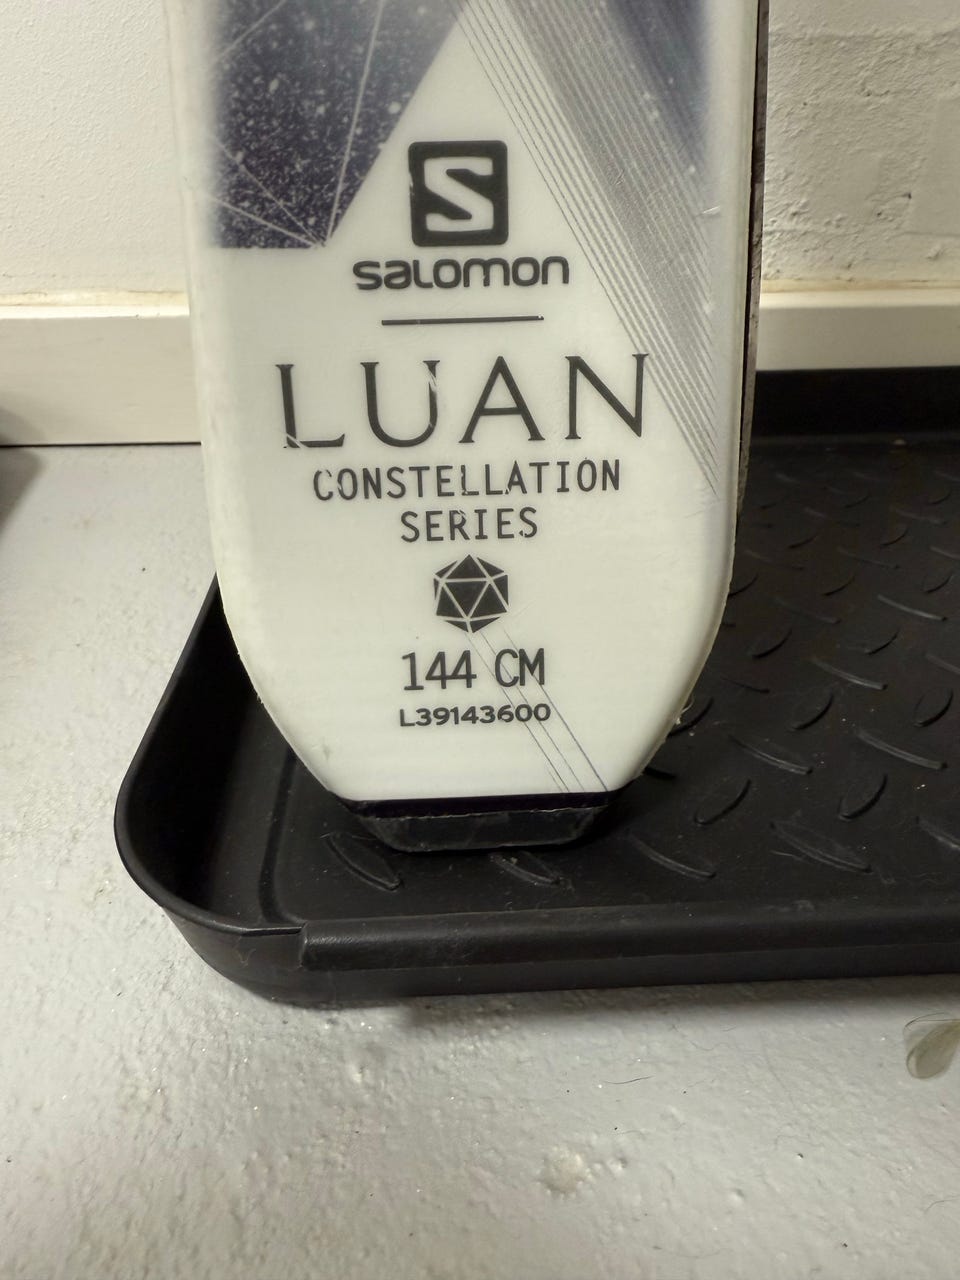 S
salomon
LUAN
CONSTELLATION
SERIES
144 CM
L39143600